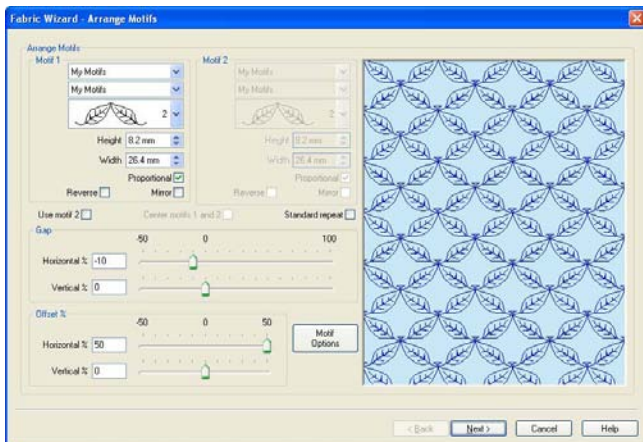 Fabric Wizard - Arrange Motifs
Arrange Motifs
Motif 1
My Motifs
My Motifs
2
Height 8.2 mm
Width 26.4 mm
Proportional
Reverse Mirror
Motif 2
My Motifs
My Motifs
2
Height 8.2 mm
Width 26.4 mm
Proportional
Reverse Mirror
Use motif 2 Center motifs 1 and 2 Standard repeat
Gap
-50 0 100
Horizontal % -10
Vertical % 0
Offset %
-50 0 50
Horizontal % 50
Vertical % 0
Motif
Options
< Back Next > Cancel Help